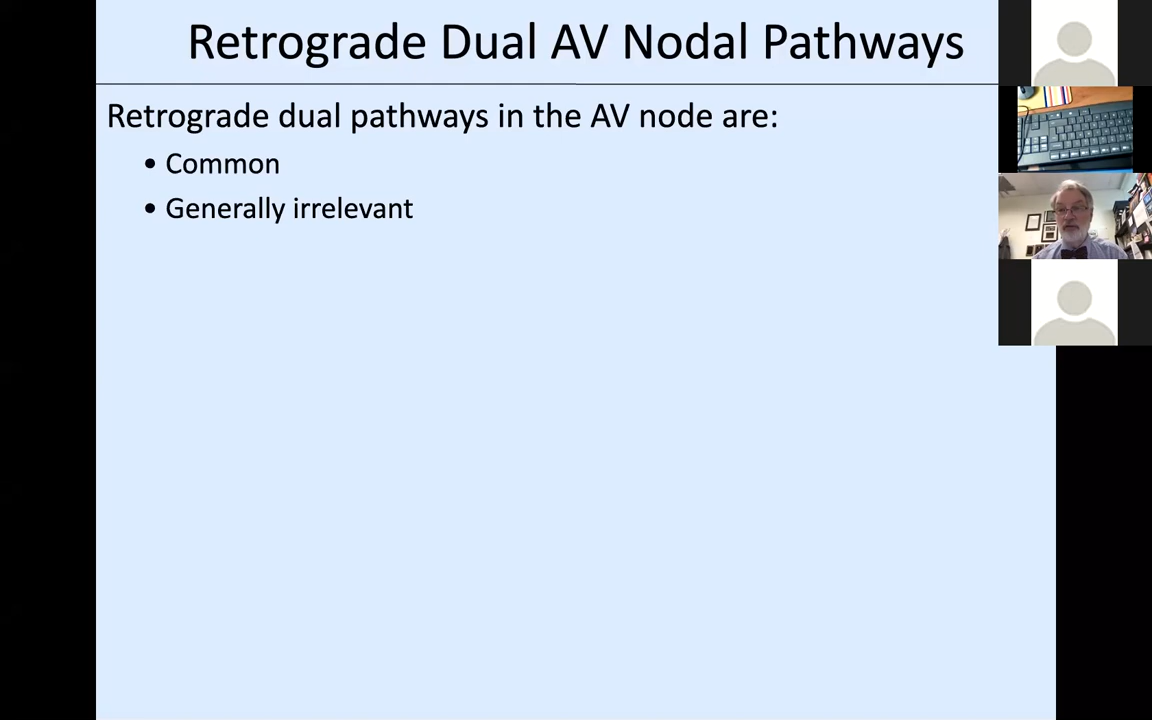 Retrograde Dual AV Nodal Pathways
Retrograde dual pathways in the AV node are:
• Common
• Generally irrelevant